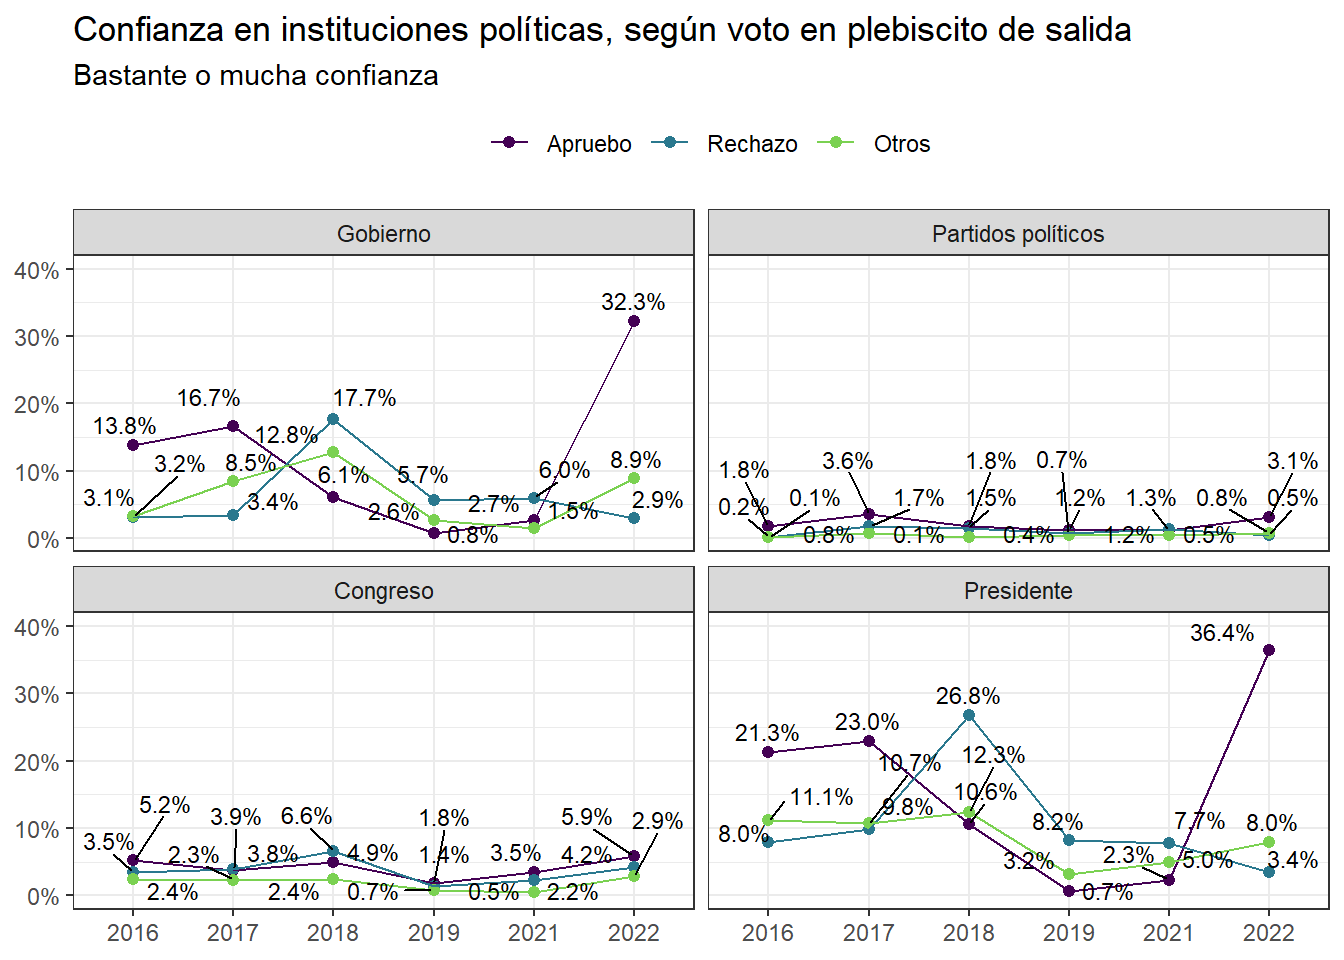 Confianza en instituciones políticas, según voto en plebiscito de salida
Bastante o mucha confianza
Apruebo Rechazo Otros
Gobierno
40%
30%
20%
10%
0%
32.3%
16.7% 17.7%
13.8% 12.8%
3.2% 8.5% 6.1% 5.7% 6.0% 8.9%
3.1% 3.4% 2.6% 2.7% 1.5% 2.9%
0.8%
Partidos políticos
1.8% 3.6% 1.8% 0.7% 3.1%
0.2% 0.1% 1.7% 1.5% 1.2% 1.3% 0.8% 0.5%
0.8% 0.1% 0.4% 1.2% 0.5%
Congreso
40%
30%
20%
10%
0%
5.2% 3.9% 6.6% 1.8% 5.9% 2.9%
3.5% 2.3% 3.8% 4.9% 1.4% 3.5% 4.2%
2.4% 2.4% 0.7% 0.5% 2.2%
2016 2017 2018 2019 2021 2022
Presidente
36.4%
26.8%
21.3% 23.0%
10.7% 12.3%
11.1% 9.8% 10.6%
8.0% 8.2% 7.7% 8.0%
3.2% 2.3% 5.0% 3.4%
0.7%
2016 2017 2018 2019 2021 2022